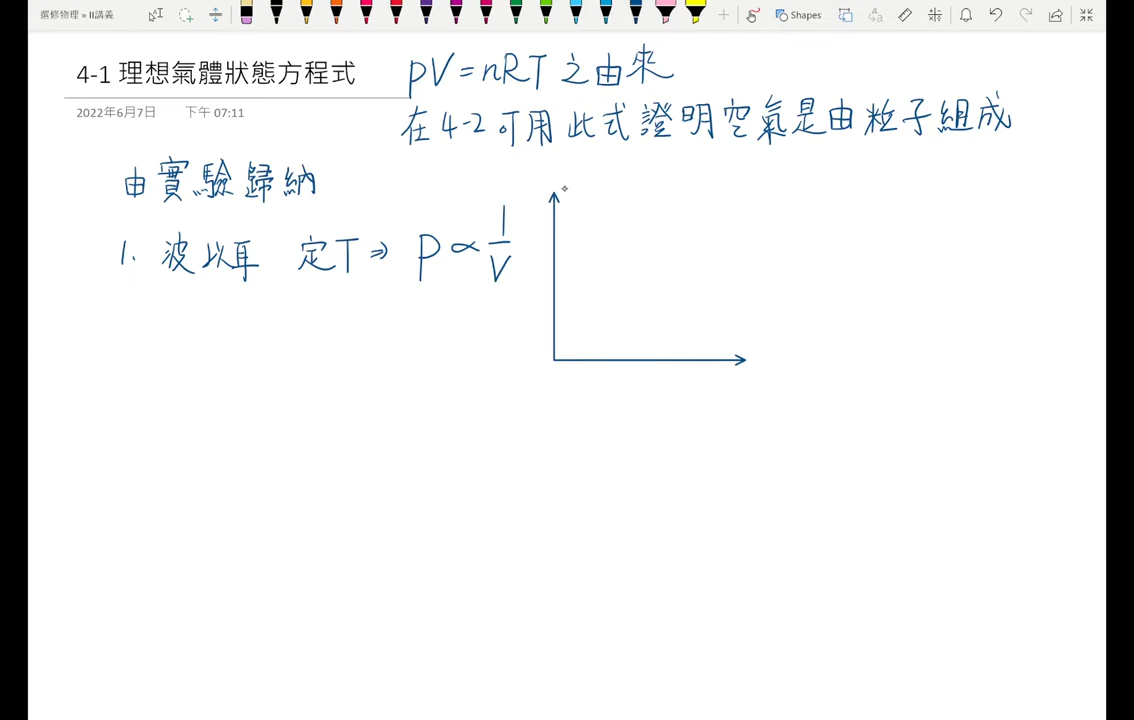 選修物理 » II講義
Shapes
4-1 理想氣體狀態方程式
pV=nRT 之由來
2022年6月7日 下午 07:11
在 4-2 可用此式證明空氣是由粒子組成
由實驗歸納
1. 波以耳 定T ⇒ P ∝ 1/V